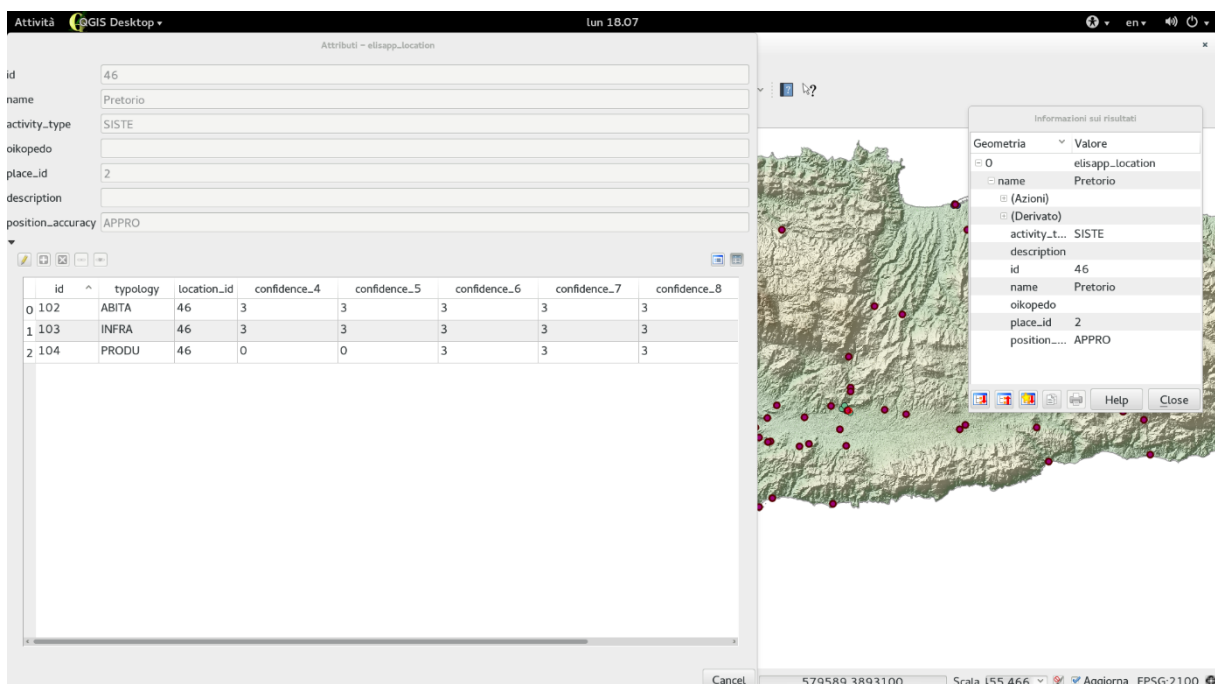 Attività QGIS Desktop lun 18.07 en
Attributi - elisapp_location
id 46
name Pretorio
activity_type SISTE
oikopedo
place_id 2
description
position_accuracy APPRO
id typology location_id confidence_4 confidence_5 confidence_6 confidence_7 confidence_8
0 102 ABITA 46 3 3 3 3 3
1 103 INFRA 46 3 3 3 3 3
2 104 PRODU 46 0 0 3 3 3
Cancel
Informazioni sui risultati
Geometria Valore
0 elisapp_location
name Pretorio
(Azioni)
(Derivato)
activity_t... SISTE
description
id 46
name Pretorio
oikopedo
place_id 2
position_... APPRO
Help Close
579589,3893100 Scala 55.466 Aggiorna EPSG:2100